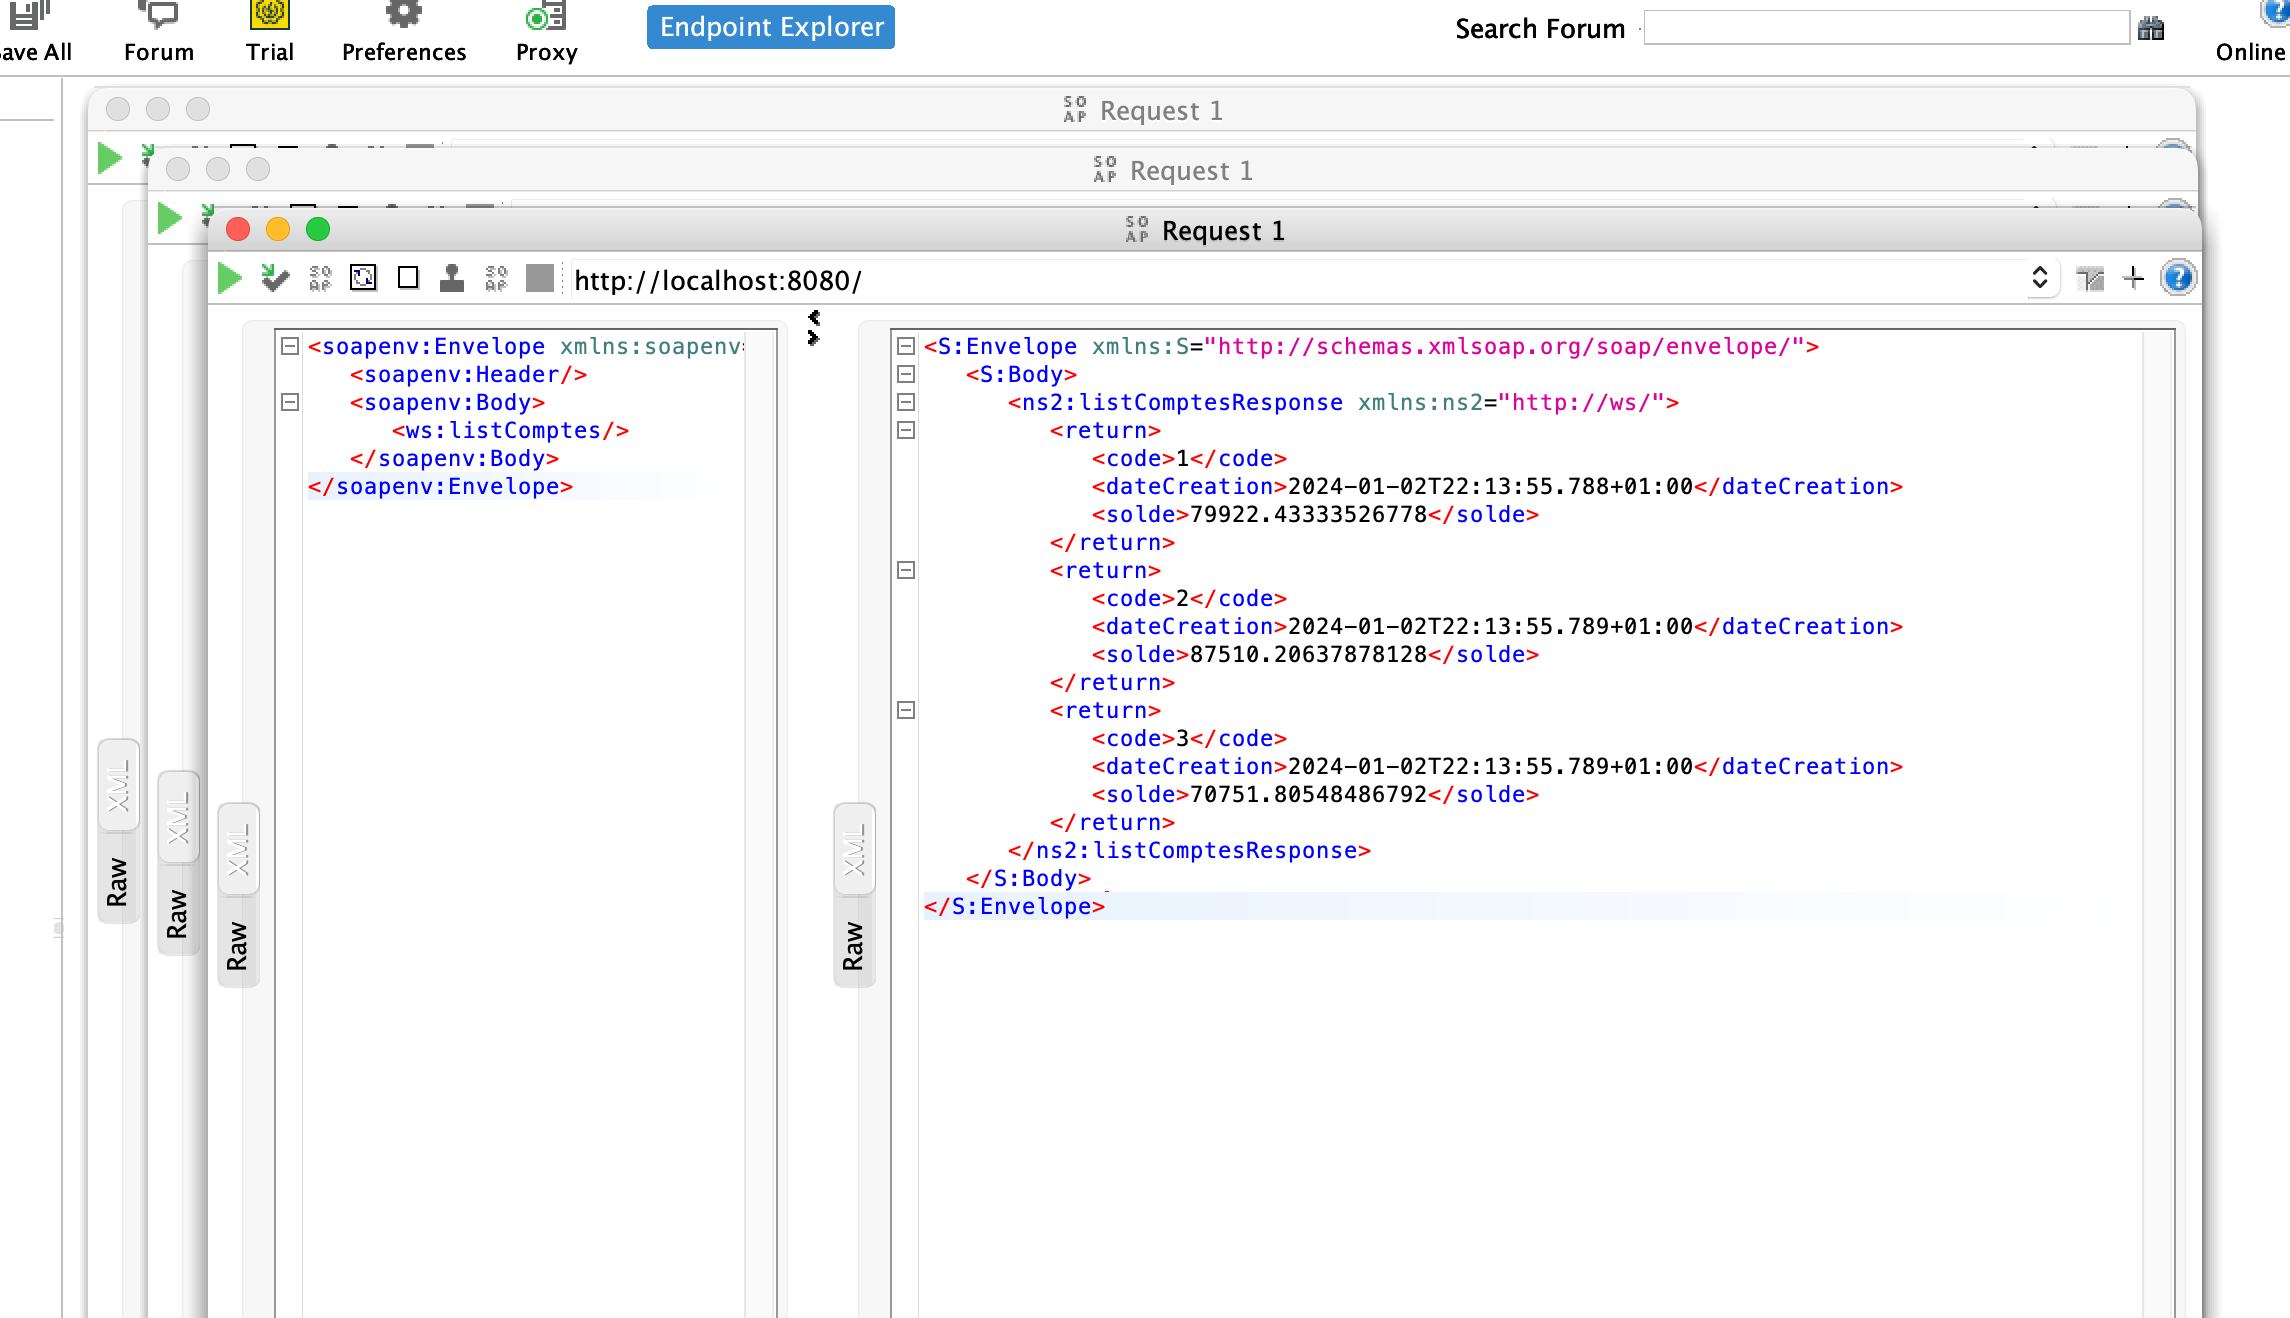 ave All
Forum
Trial
Preferences
Proxy
Endpoint Explorer
Search Forum
Online
SO AP Request 1
SO AP Request 1
SO AP Request 1
SO AP
SO AP
http://localhost:8080/
<soapenv:Envelope xmlns:soapenv
<soapenv:Header/>
<soapenv:Body>
<ws:listComptes/>
</soapenv:Body>
</soapenv:Envelope>
<S:Envelope xmlns:S="http://schemas.xmlsoap.org/soap/envelope/">
<S:Body>
<ns2:listComptesResponse xmlns:ns2="http://ws/">
<return>
<code>1</code>
<dateCreation>2024-01-02T22:13:55.788+01:00</dateCreation>
<solde>79922.43333526778</solde>
</return>
<return>
<code>2</code>
<dateCreation>2024-01-02T22:13:55.789+01:00</dateCreation>
<solde>87510.20637878128</solde>
</return>
<return>
<code>3</code>
<dateCreation>2024-01-02T22:13:55.789+01:00</dateCreation>
<solde>70751.80548486792</solde>
</return>
</ns2:listComptesResponse>
</S:Body>
</S:Envelope>
XML
Raw
XML
Raw
XML
Raw
XML
Raw